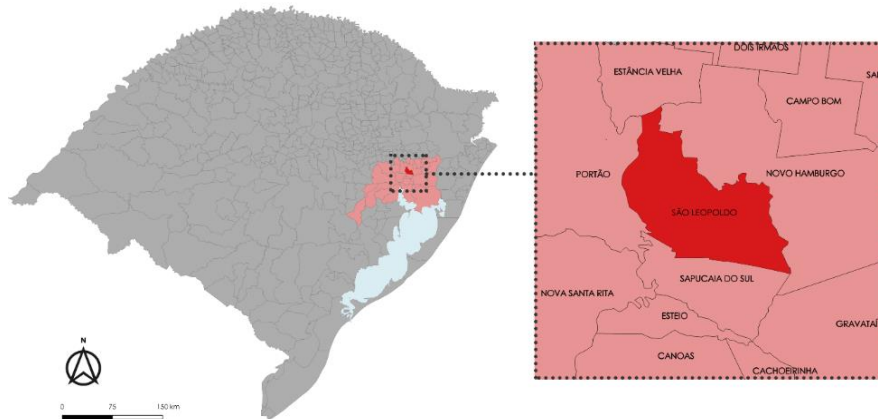 N
0 75 150 km
DOIS IRMÃOS
ESTÂNCIA VELHA
CAMPO BOM
PORTÃO
NOVO HAMBURGO
SÃO LEOPOLDO
SAPUCAIA DO SUL
NOVA SANTA RITA
ESTEIO
GRAVATAÍ
CANOAS
CACHOEIRINHA